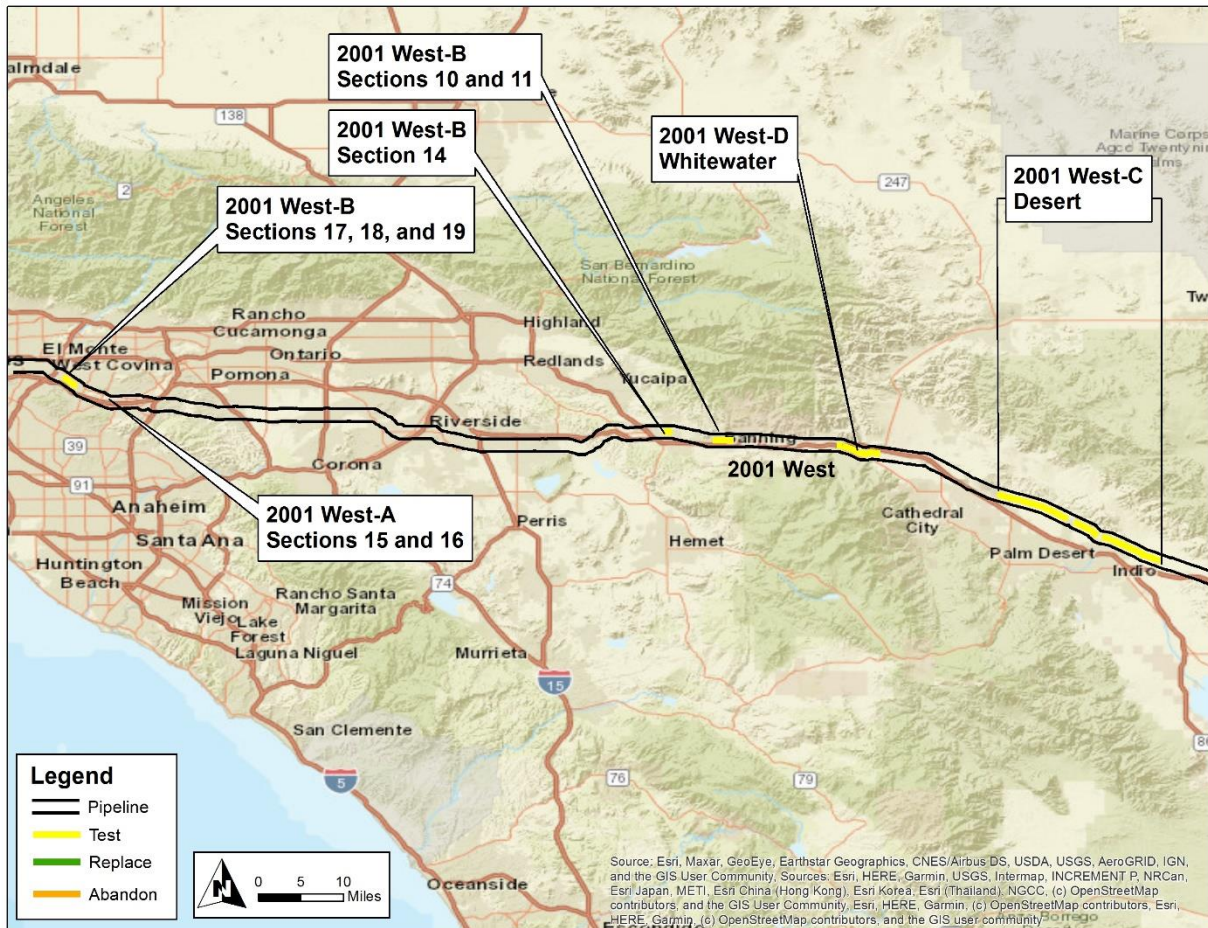 almdale
138
2001 West-B
Sections 10 and 11
2001 West-B
Section 14
2001 West-D
Whitewater
Marine Corps
Agcc Twentynin
alms
247
2001 West-C
Desert
2
Angeles
National
Forest
2001 West-B
Sections 17, 18, and 19
San Bernardino
National Forest
Tw
Rancho
Cucamonga
Highland
El Monte
West Covina
Ontario
Redlands
Pomona
Yucaipa
Riverside
Banning
2001 West
39
Corona
91
Anaheim
2001 West-A
Sections 15 and 16
Cathedral
City
Santa Ana
Perris
Hemet
Palm Desert
Indio
Huntington
Beach
74
Rancho Santa
Margarita
Mission
Viejo
Lake
Forest
Laguna Niguel
Murrieta
15
San Clemente
86
5
76
79
Legend
Pipeline
Test
Replace
Abandon
N
0 5 10
Miles
Oceanside
Source: Esri, Maxar, GeoEye, Earthstar Geographics, CNES/Airbus DS, USDA, USGS, AeroGRID, IGN,
and the GIS User Community, Sources: Esri, HERE, Garmin, USGS, Intermap, INCREMENT P, NRCan,
Esri Japan, METI, Esri China (Hong Kong), Esri Korea, Esri (Thailand), NGCC, (c) OpenStreetMap
contributors, and the GIS User Community, Esri, HERE, Garmin, (c) OpenStreetMap contributors, Esri,
HERE, Garmin, (c) OpenStreetMap contributors, and the GIS user community
Borrego